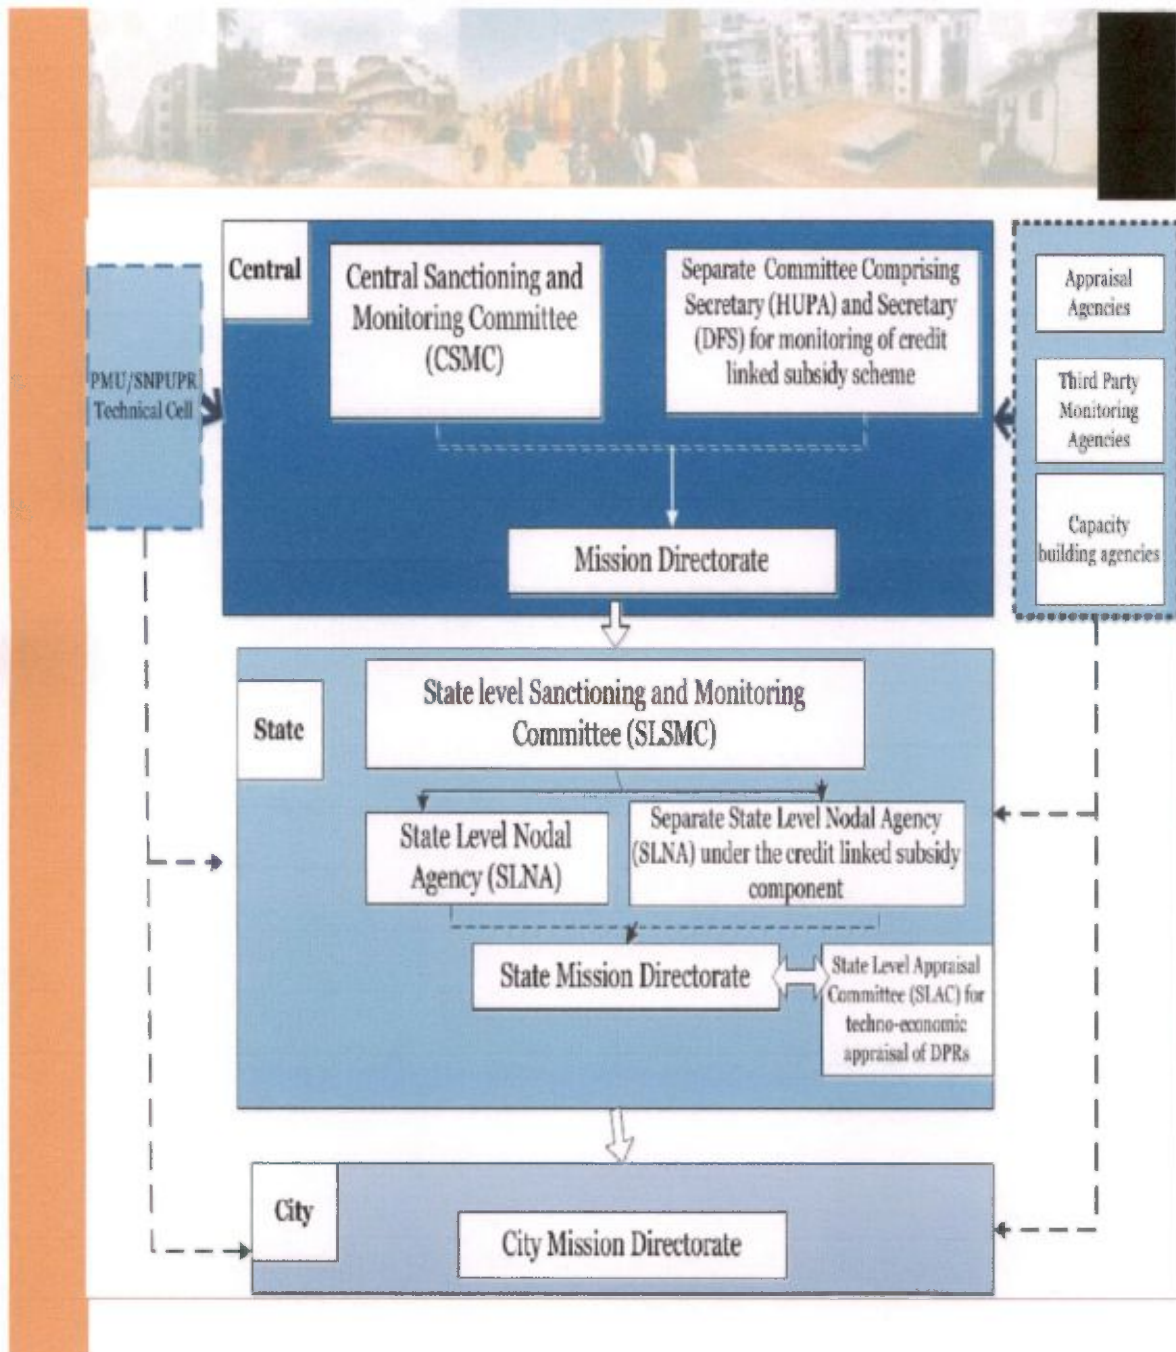 Central
Central Sanctioning and
Monitoring Committee
(CSMC)
Separate Committee Comprising
Secretary (HUPA) and Secretary
(DFS) for monitoring of credit
linked subsidy scheme
Mission Directorate
PMU/SNPUPR
Technical Cell
Appraisal
Agencies
Third Party
Monitoring
Agencies
Capacity
building agencies
State
State level Sanctioning and Monitoring
Committee (SLSMC)
State Level Nodal
Agency (SLNA)
Separate State Level Nodal Agency
(SLNA) under the credit linked subsidy
component
State Mission Directorate
State Level Appraisal
Committee (SLAC) for
techno-economic
appraisal of DPRs
City
City Mission Directorate